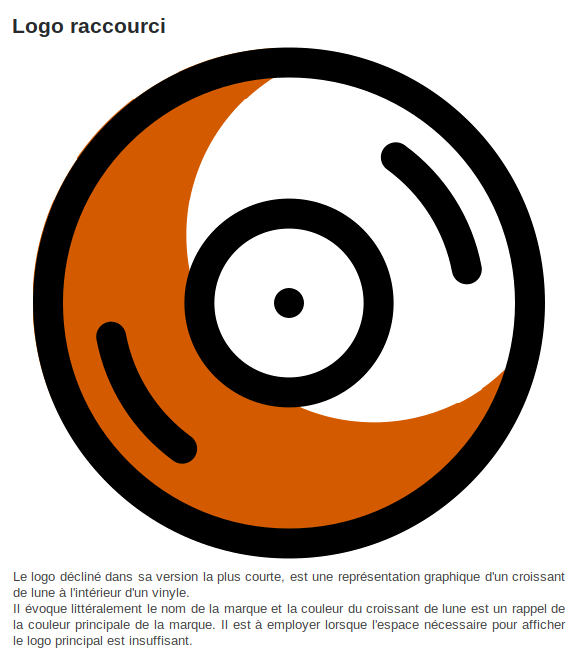 Logo raccourci
Le logo décliné dans sa version la plus courte, est une représentation graphique d'un croissant
de lune à l'intérieur d'un vinyle.
Il évoque littéralement le nom de la marque et la couleur du croissant de lune est un rappel de
la couleur principale de la marque. Il est à employer lorsque l'espace nécessaire pour afficher
le logo principal est insuffisant.